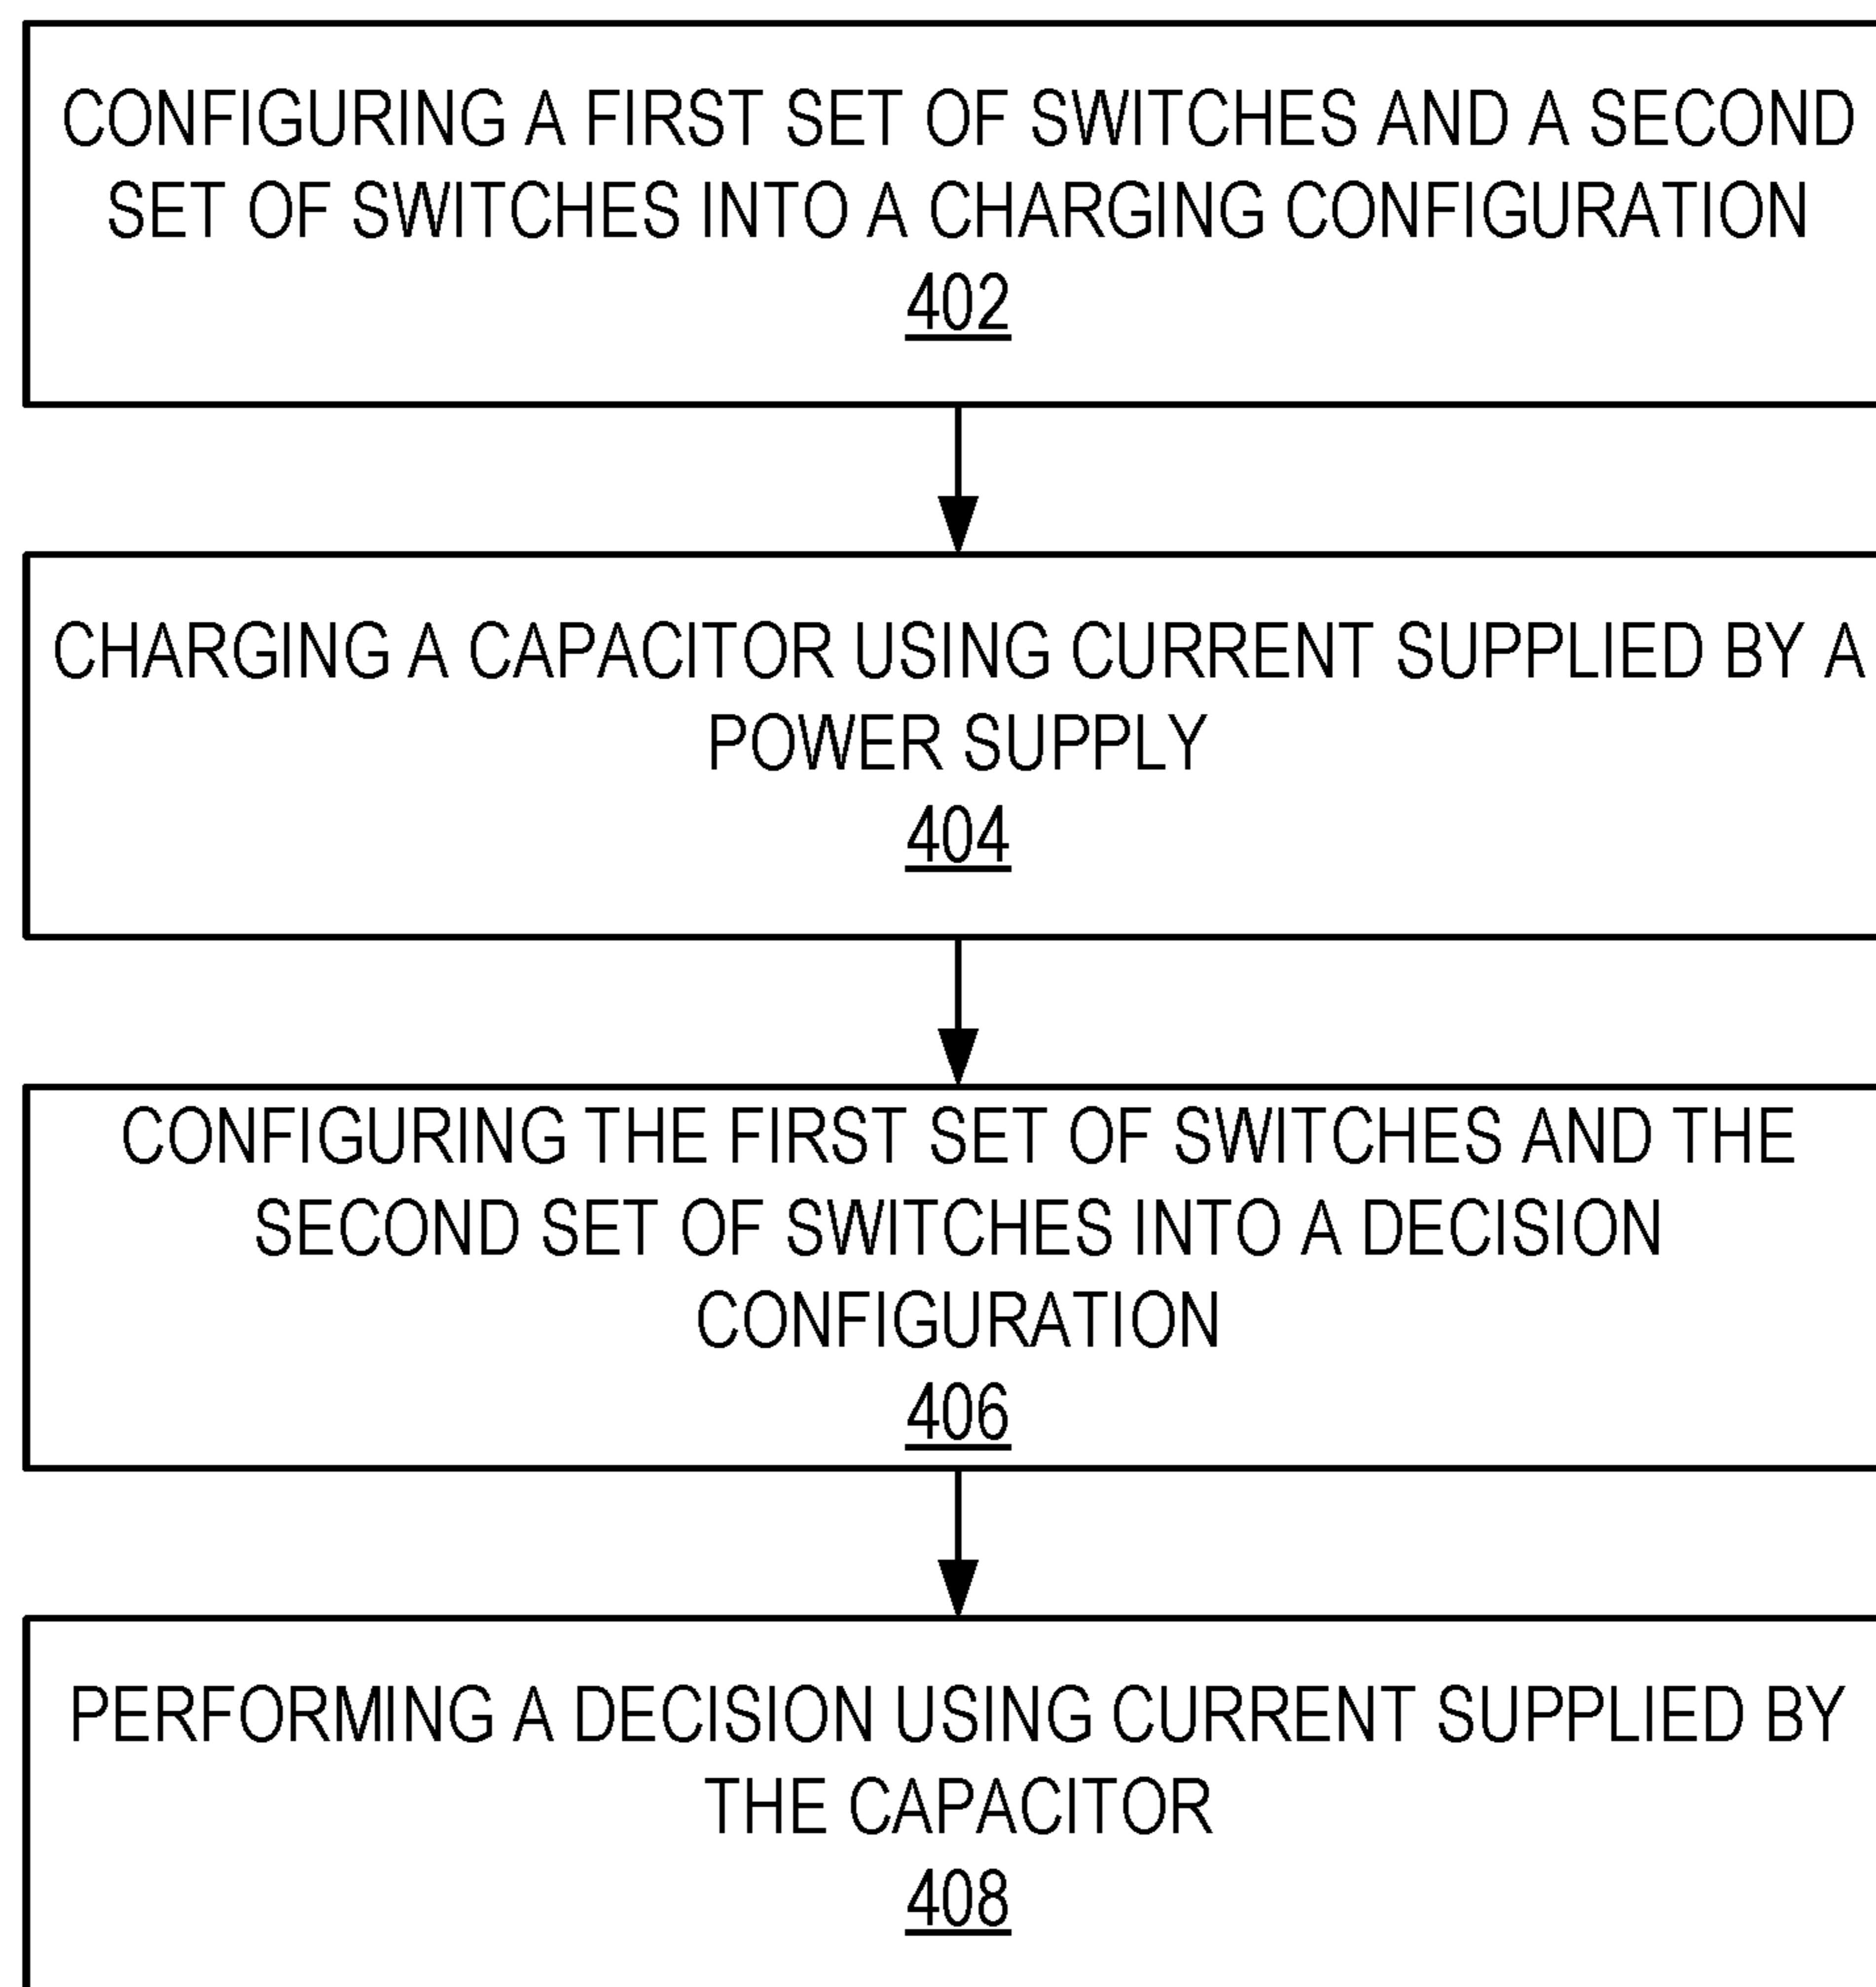 CONFIGURING A FIRST SET OF SWITCHES AND A SECOND
SET OF SWITCHES INTO A CHARGING CONFIGURATION
402
CHARGING A CAPACITOR USING CURRENT SUPPLIED BY A
POWER SUPPLY
404
CONFIGURING THE FIRST SET OF SWITCHES AND THE
SECOND SET OF SWITCHES INTO A DECISION
CONFIGURATION
406
PERFORMING A DECISION USING CURRENT SUPPLIED BY
THE CAPACITOR
408